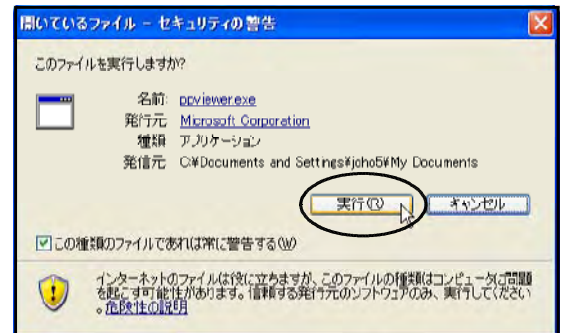 開いているファイル - セキュリティの警告
このファイルを実行しますか?
名前: ppviewer.exe
発行元: Microsoft Corporation
種類: アプリケーション
発信元: C:¥Documents and Settings¥joho5¥My Documents
実行(R) キャンセル
この種類のファイルであれば常に警告する(W)
インターネットのファイルは役に立ちますが、このファイルの種類はコンピュータに問題
を起こす可能性があります。信頼する発行元のソフトウェアのみ、実行してください
。危険性の説明